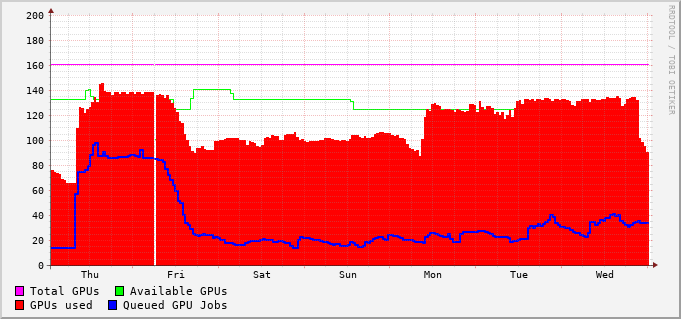 200
180
160
140
120
100
80
60
40
20
0
Thu Fri Sat Sun Mon Tue Wed
Total GPUs Available GPUs
GPUs used Queued GPU Jobs
RRDTOOL / TOBI OETIKER